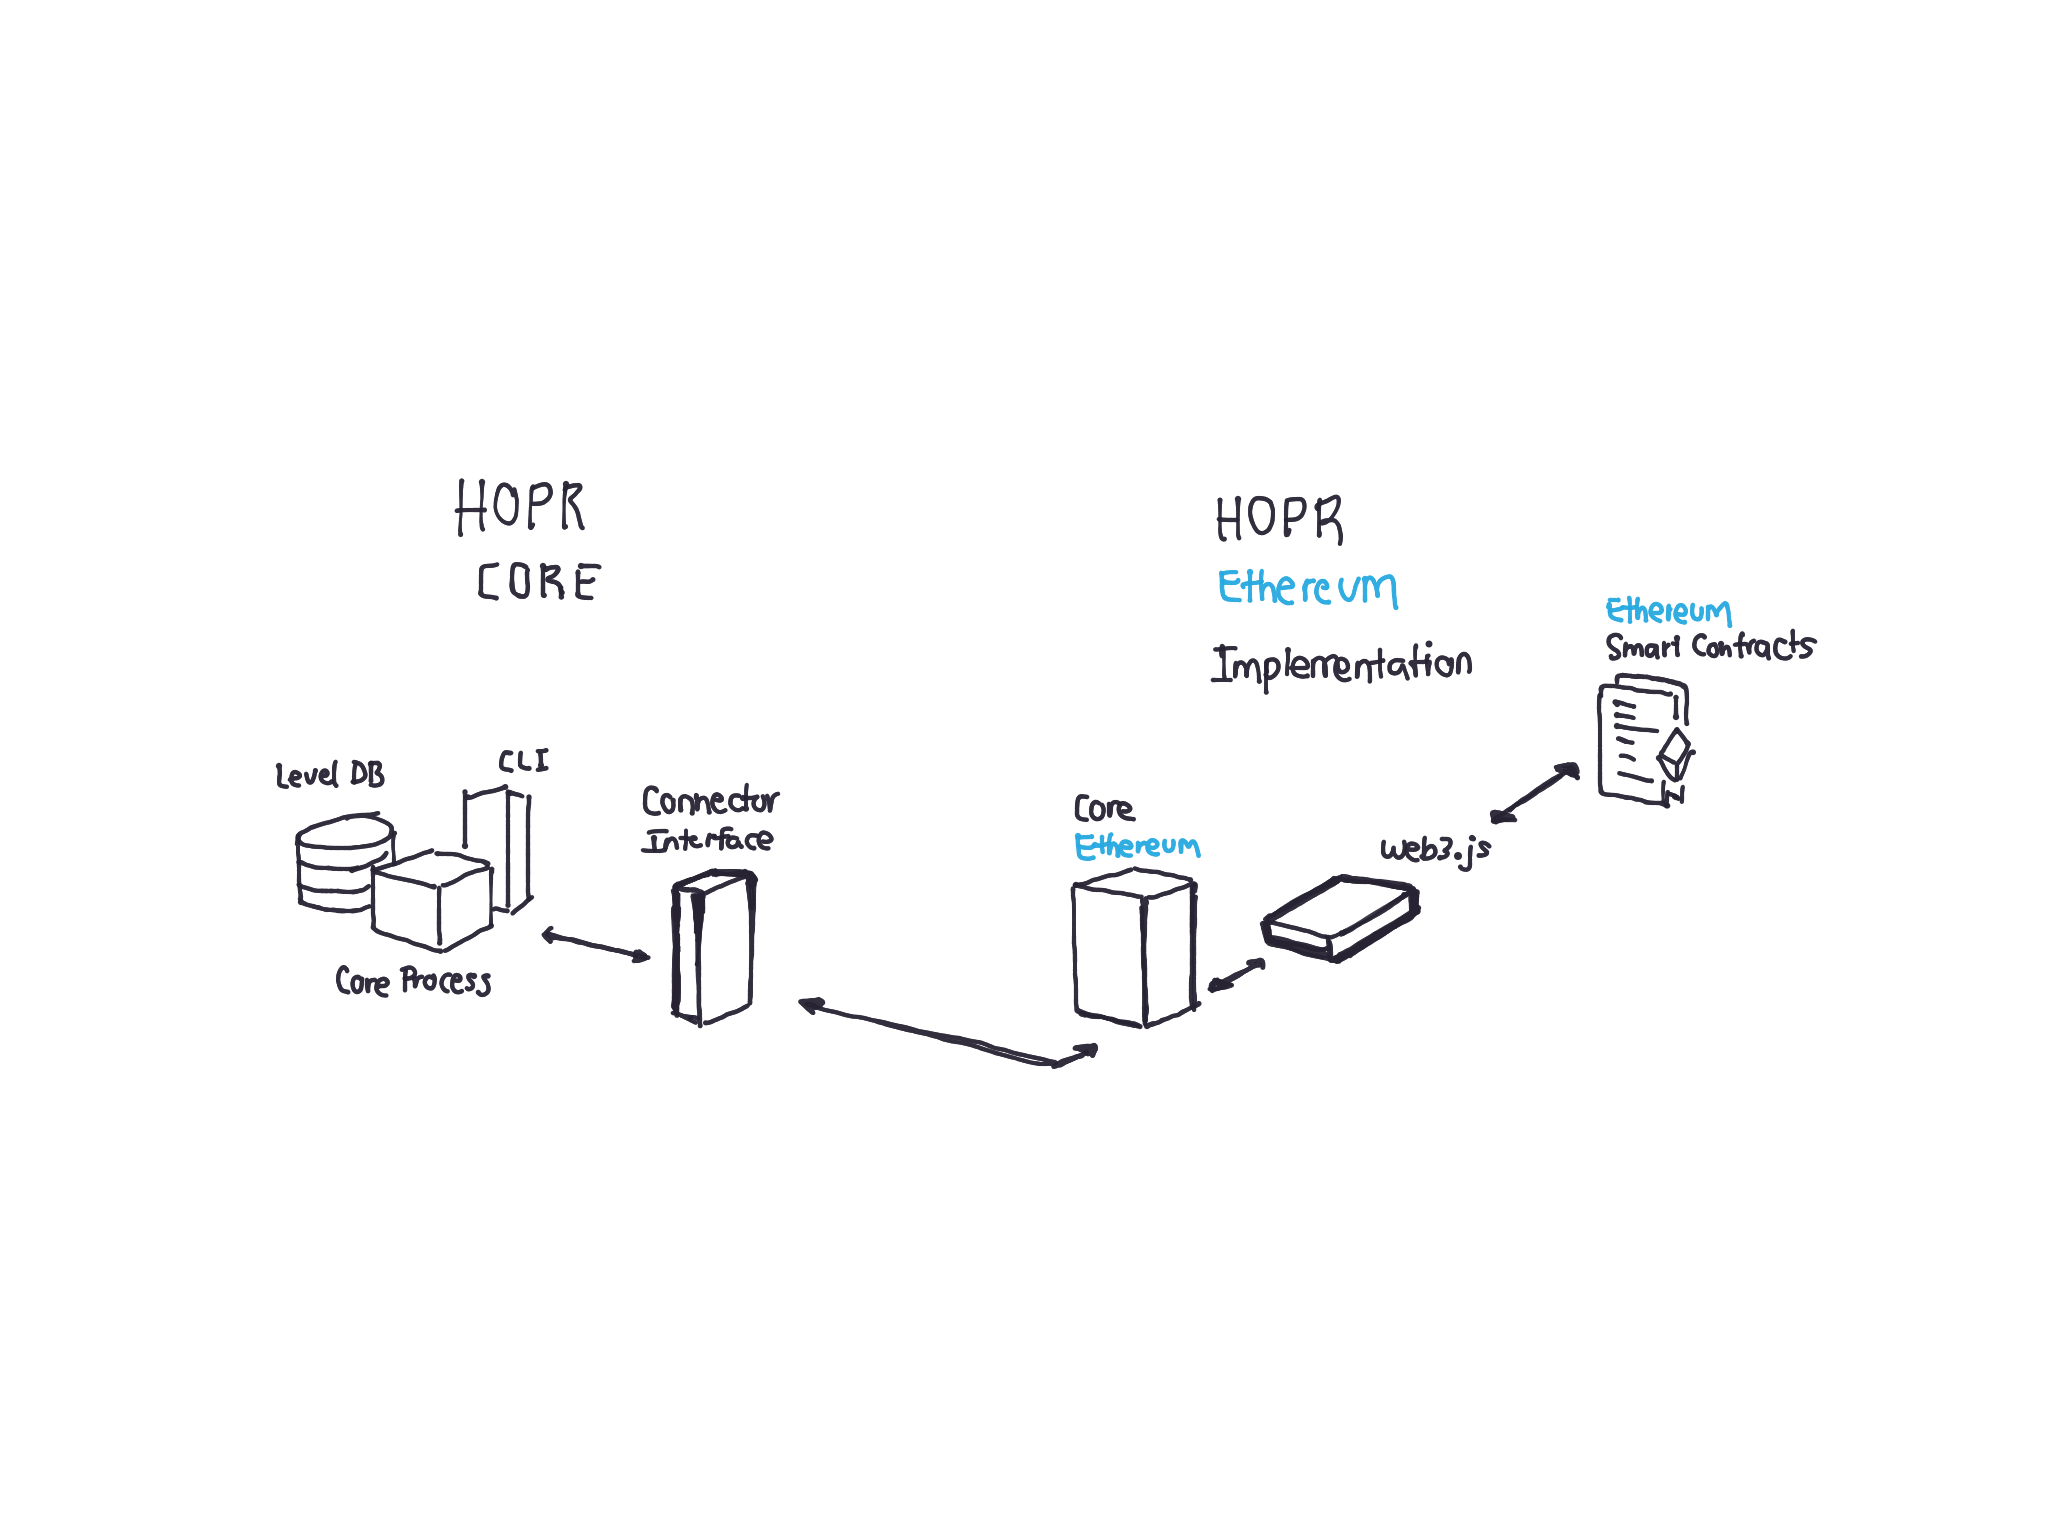 HOPR
CORE
Level DB
CLI
Core Process
Connector
Interface
HOPR
Ethereum
Implementation
Core
Ethereum
web3.js
Ethereum
Smart Contracts